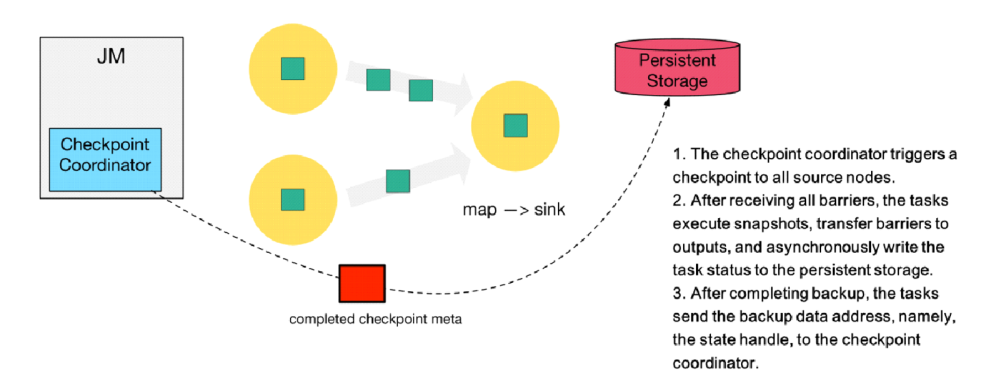 JM
Checkpoint
Coordinator
Persistent
Storage
map —> sink
completed checkpoint meta
1. The checkpoint coordinator triggers a
checkpoint to all source nodes.
2. After receiving all barriers, the tasks
execute snapshots, transfer barriers to
outputs, and asynchronously write the
task status to the persistent storage.
3. After completing backup, the tasks
send the backup data address, namely,
the state handle, to the checkpoint
coordinator.